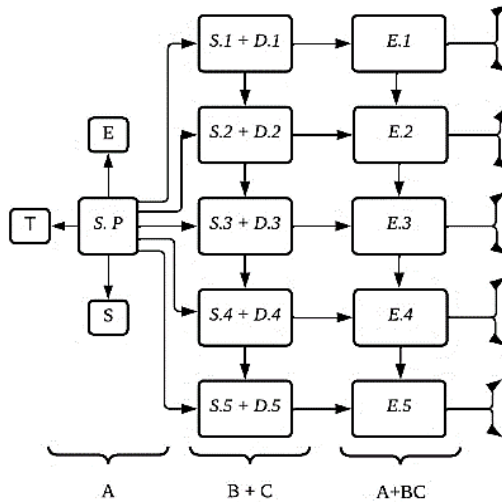 S.1 + D.1
E.1
S.2 + D.2
E.2
E
S.3 + D.3
E.3
T
S. P
S
S.4 + D.4
E.4
S.5 + D.5
E.5
A
B + C
A+BC